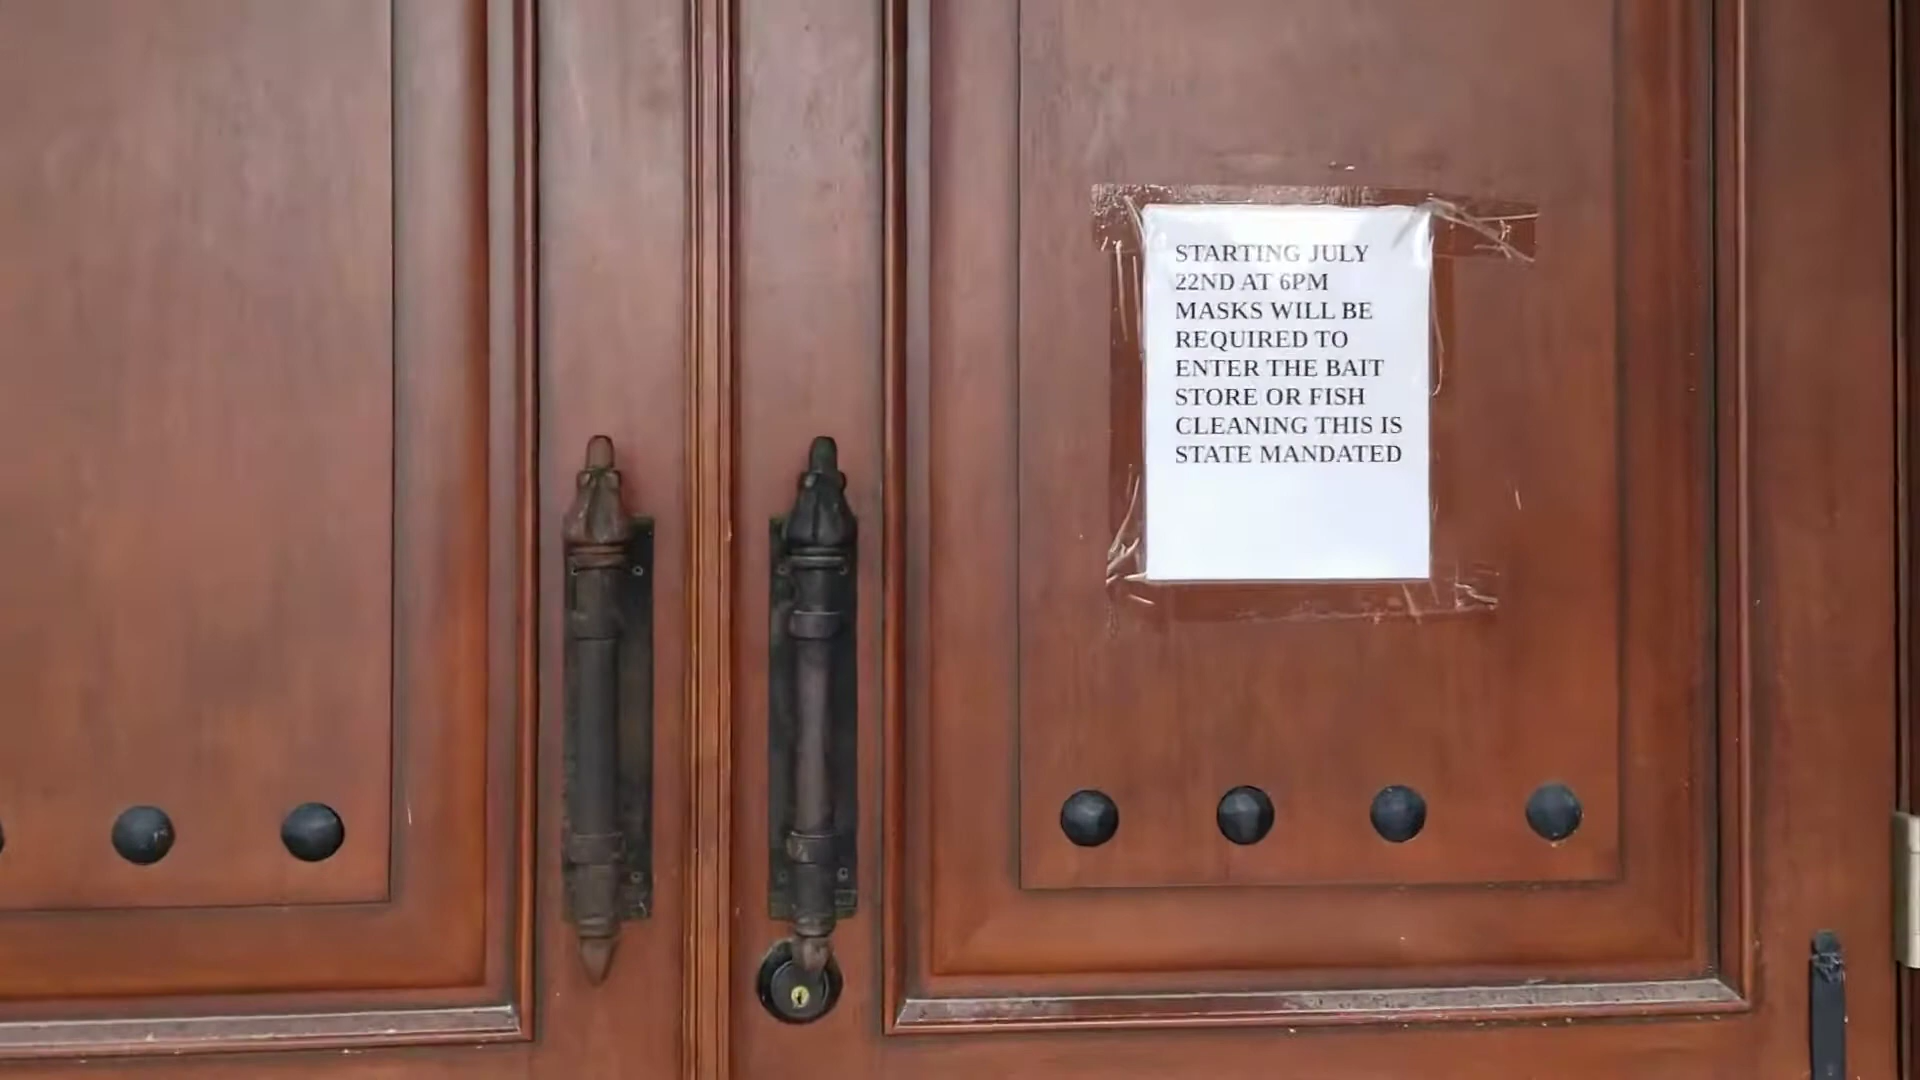 STARTING JULY
22ND AT 6PM
MASKS WILL BE
REQUIRED TO
ENTER THE BAIT
STORE OR FISH
CLEANING THIS IS
STATE MANDATED